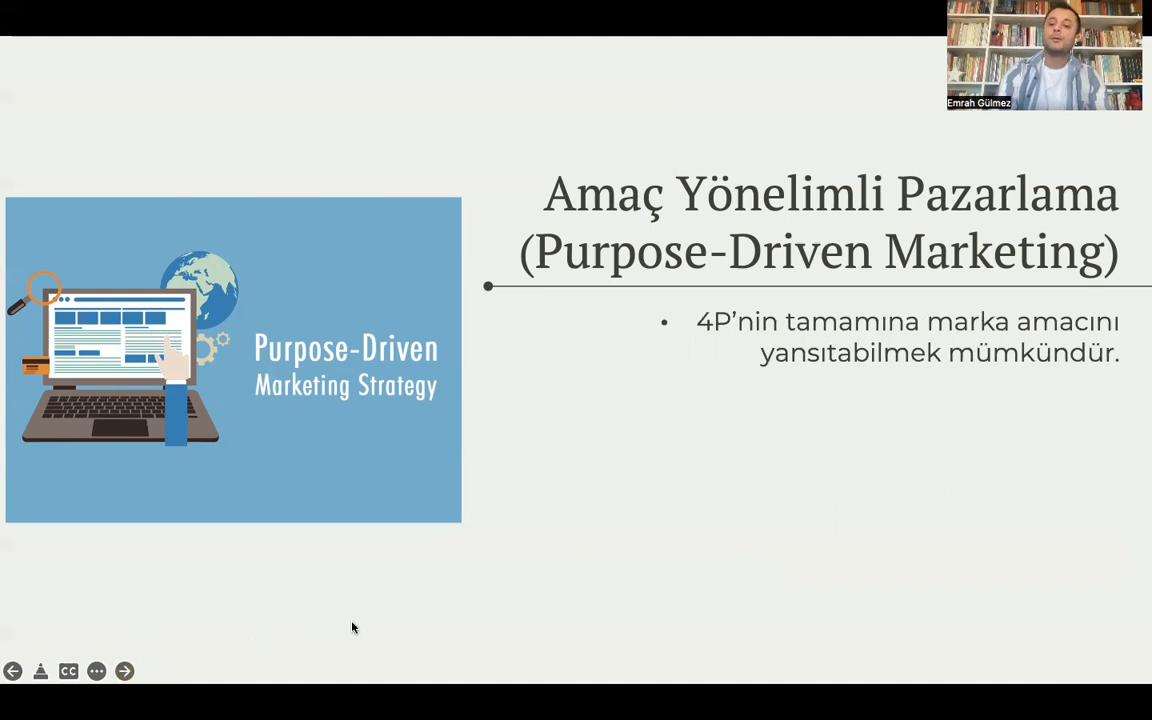 Emrah Gülmez
Amaç Yönelimli Pazarlama
(Purpose-Driven Marketing)
• 4P’nin tamamına marka amacını
yansıtabilmek mümkündür.
Purpose-Driven
Marketing Strategy
CC